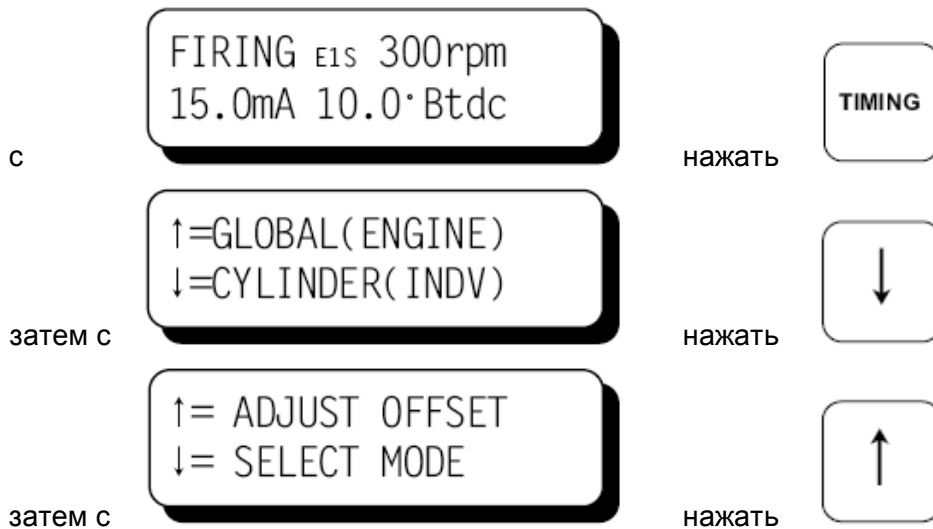 FIRING E1S 300rpm
15.0mA 10.0°Btdc
с нажать TIMING
↑=GLOBAL(ENGINE)
↓=CYLINDER(INDV)
затем с нажать ↓
↑= ADJUST OFFSET
↓= SELECT MODE
затем с нажать ↑